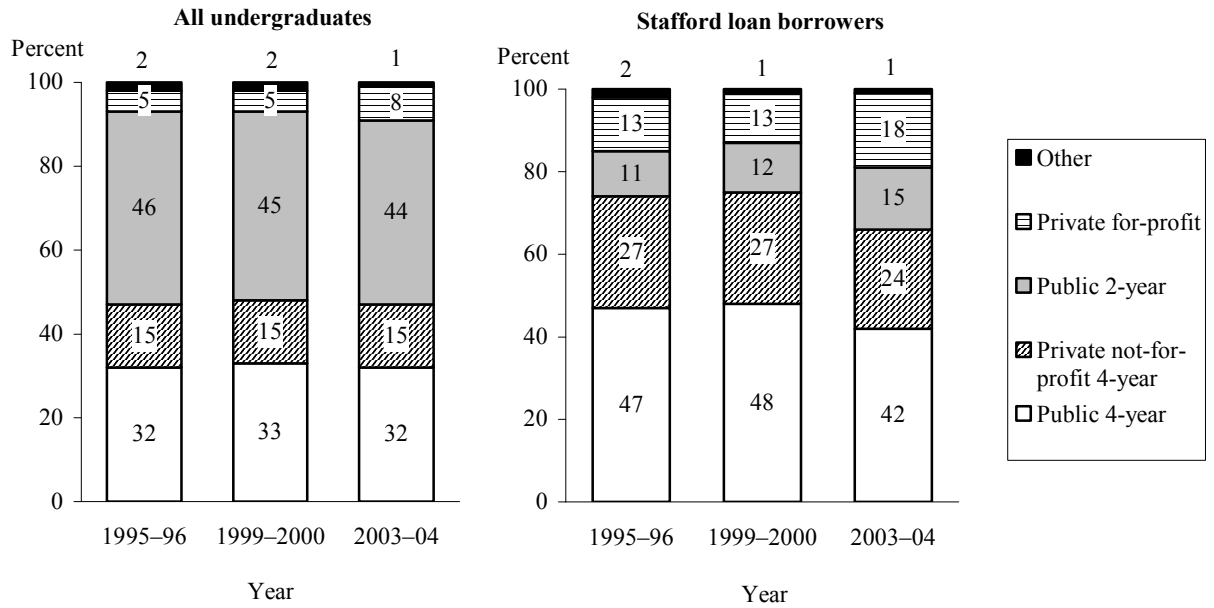 All undergraduates
Percent
2 2 1
100
80
60
40
20
0
5 5 8
46 45 44
15 15 15
32 33 32
1995–96 1999–2000 2003–04
Year
Stafford loan borrowers
Percent
2 1 1
100
80
60
40
20
0
13 13 18
11 12 15
27 27 24
47 48 42
1995–96 1999–2000 2003–04
Year
Other
Private for-profit
Public 2-year
Private not-for-
profit 4-year
Public 4-year